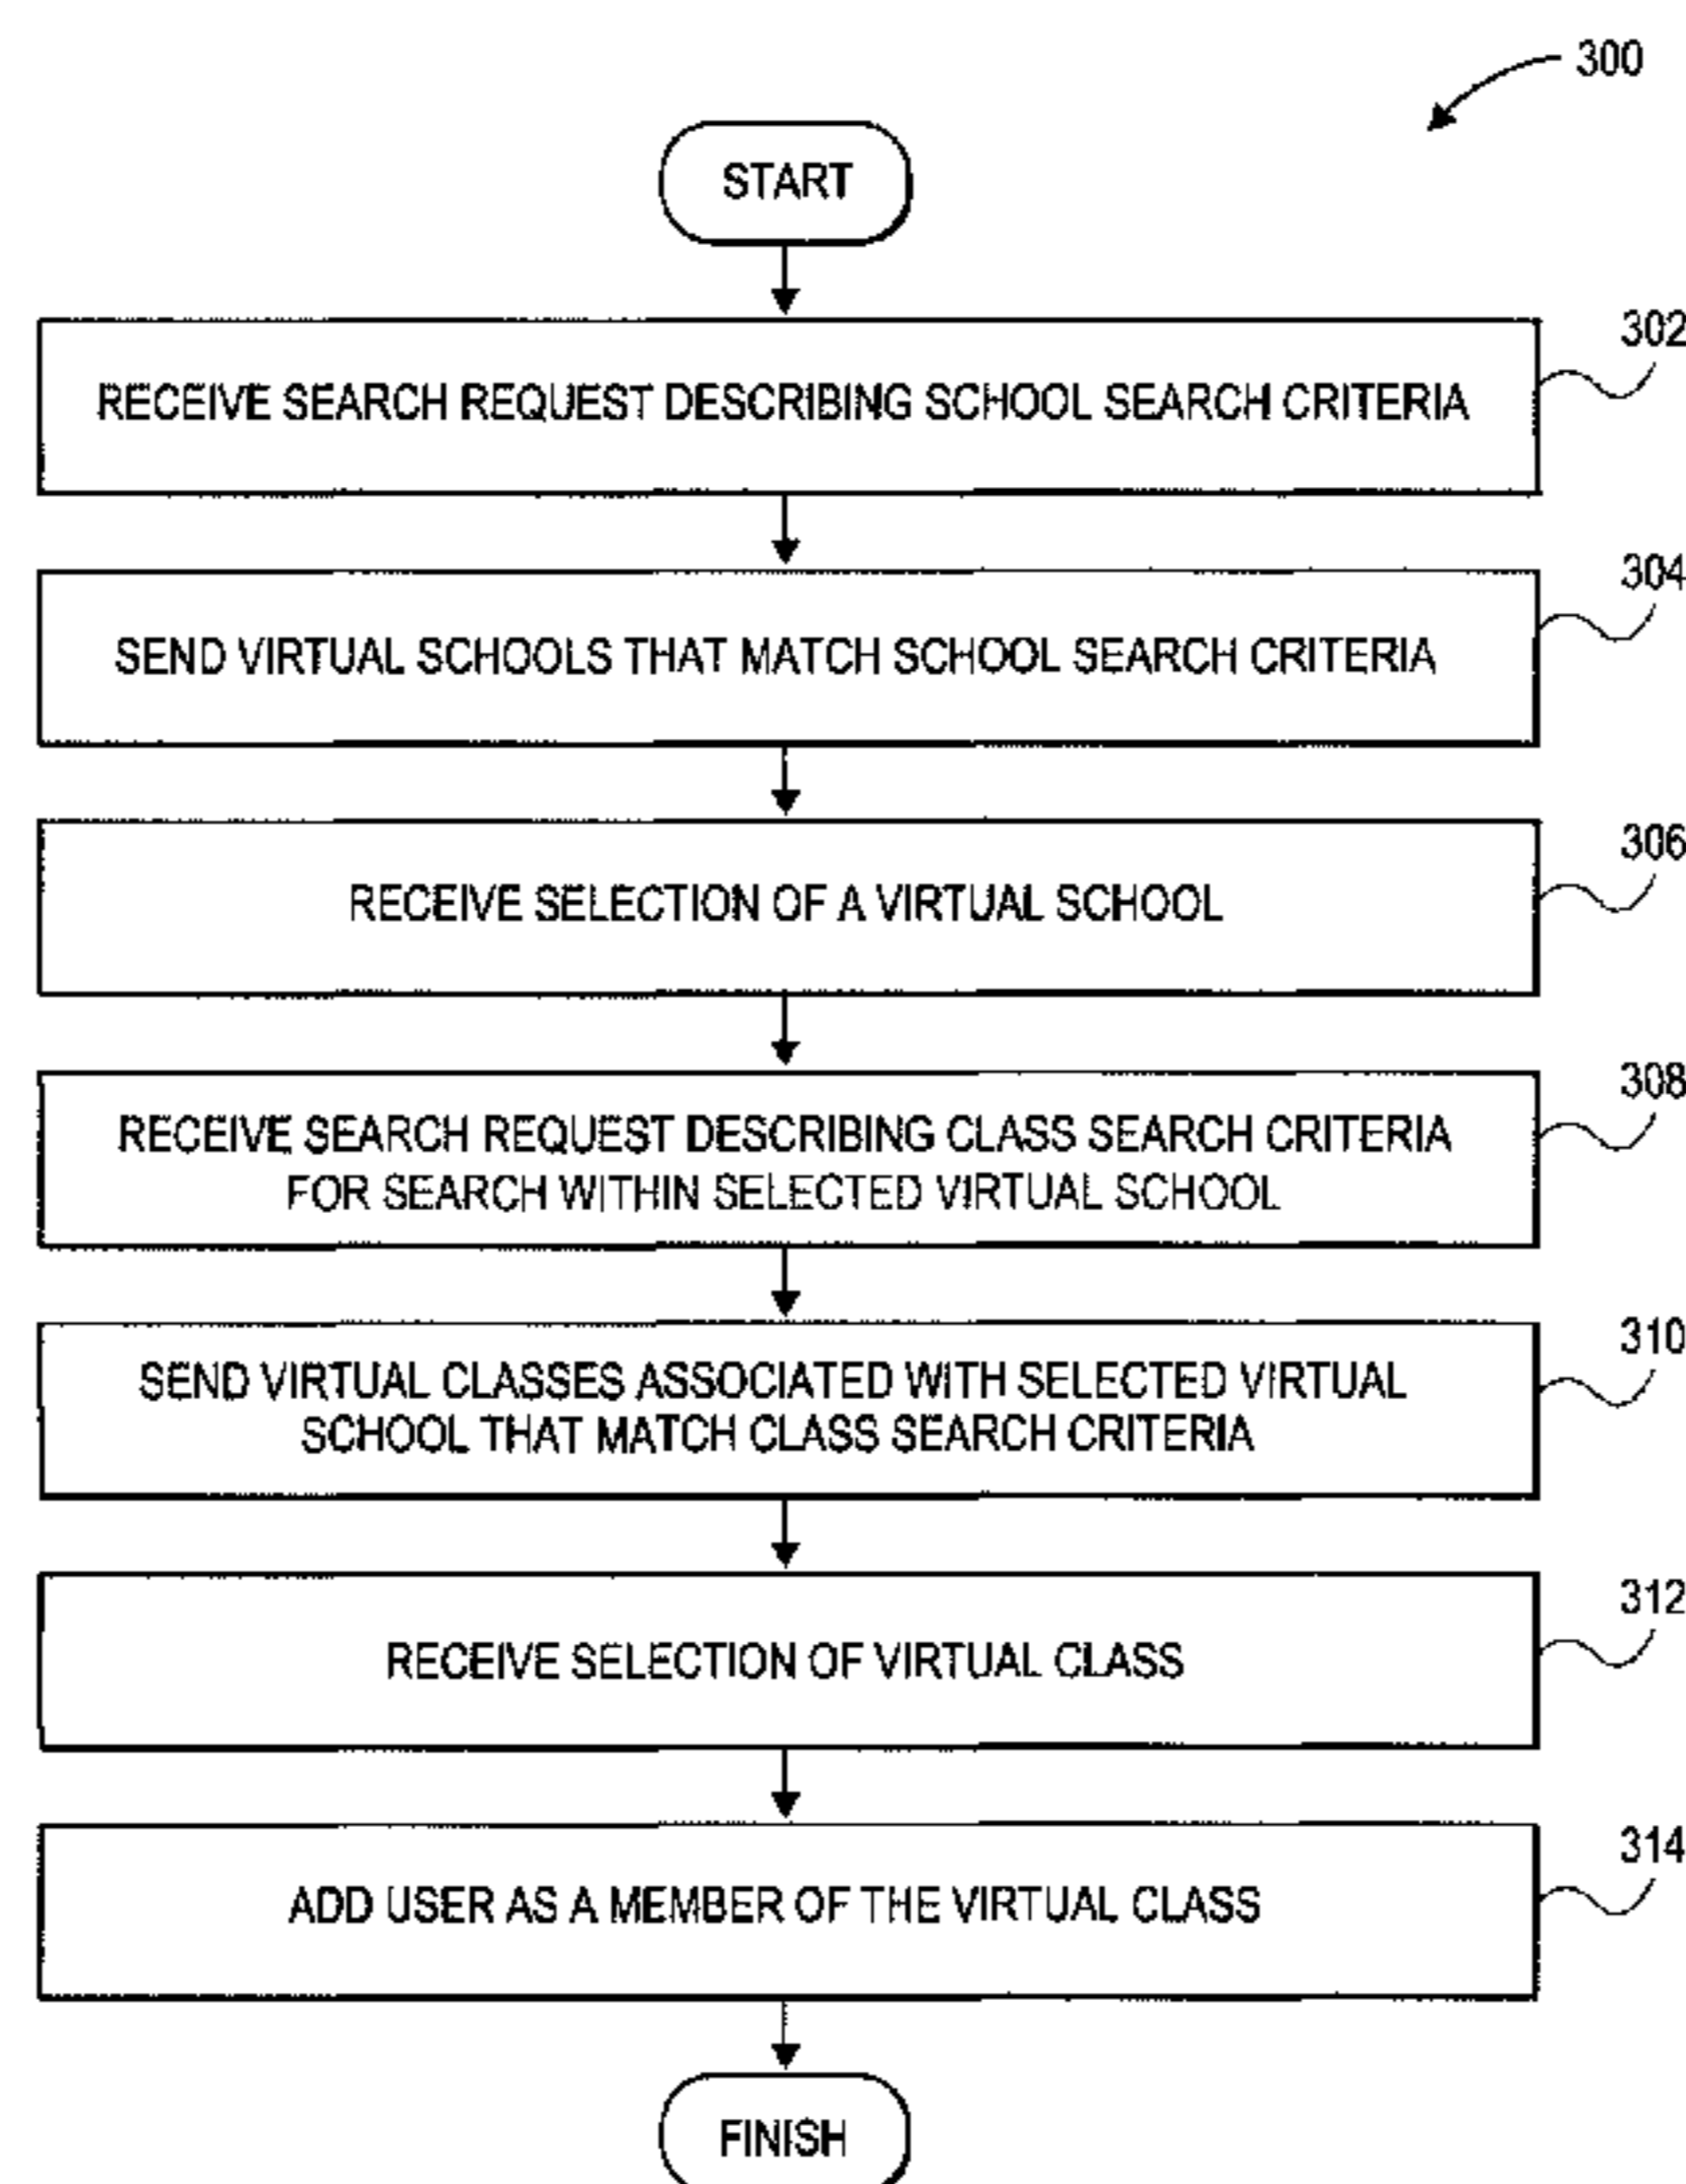 300
START
302
RECEIVE SEARCH REQUEST DESCRIBING SCHOOL SEARCH CRITERIA
304
SEND VIRTUAL SCHOOLS THAT MATCH SCHOOL SEARCH CRITERIA
306
RECEIVE SELECTION OF A VIRTUAL SCHOOL
308
RECEIVE SEARCH REQUEST DESCRIBING CLASS SEARCH CRITERIA
FOR SEARCH WITHIN SELECTED VIRTUAL SCHOOL
310
SEND VIRTUAL CLASSES ASSOCIATED WITH SELECTED VIRTUAL
SCHOOL THAT MATCH CLASS SEARCH CRITERIA
312
RECEIVE SELECTION OF VIRTUAL CLASS
314
ADD USER AS A MEMBER OF THE VIRTUAL CLASS
FINISH